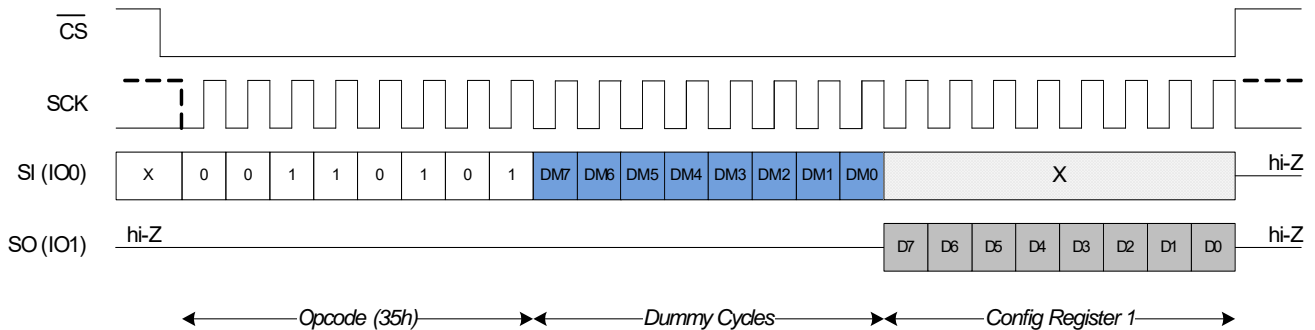 CS
SCK
SI (IO0) X 0 0 1 1 0 1 0 1 DM7 DM6 DM5 DM4 DM3 DM2 DM1 DM0 X hi-Z
SO (IO1) hi-Z D7 D6 D5 D4 D3 D2 D1 D0 hi-Z
Opcode (35h) Dummy Cycles Config Register 1